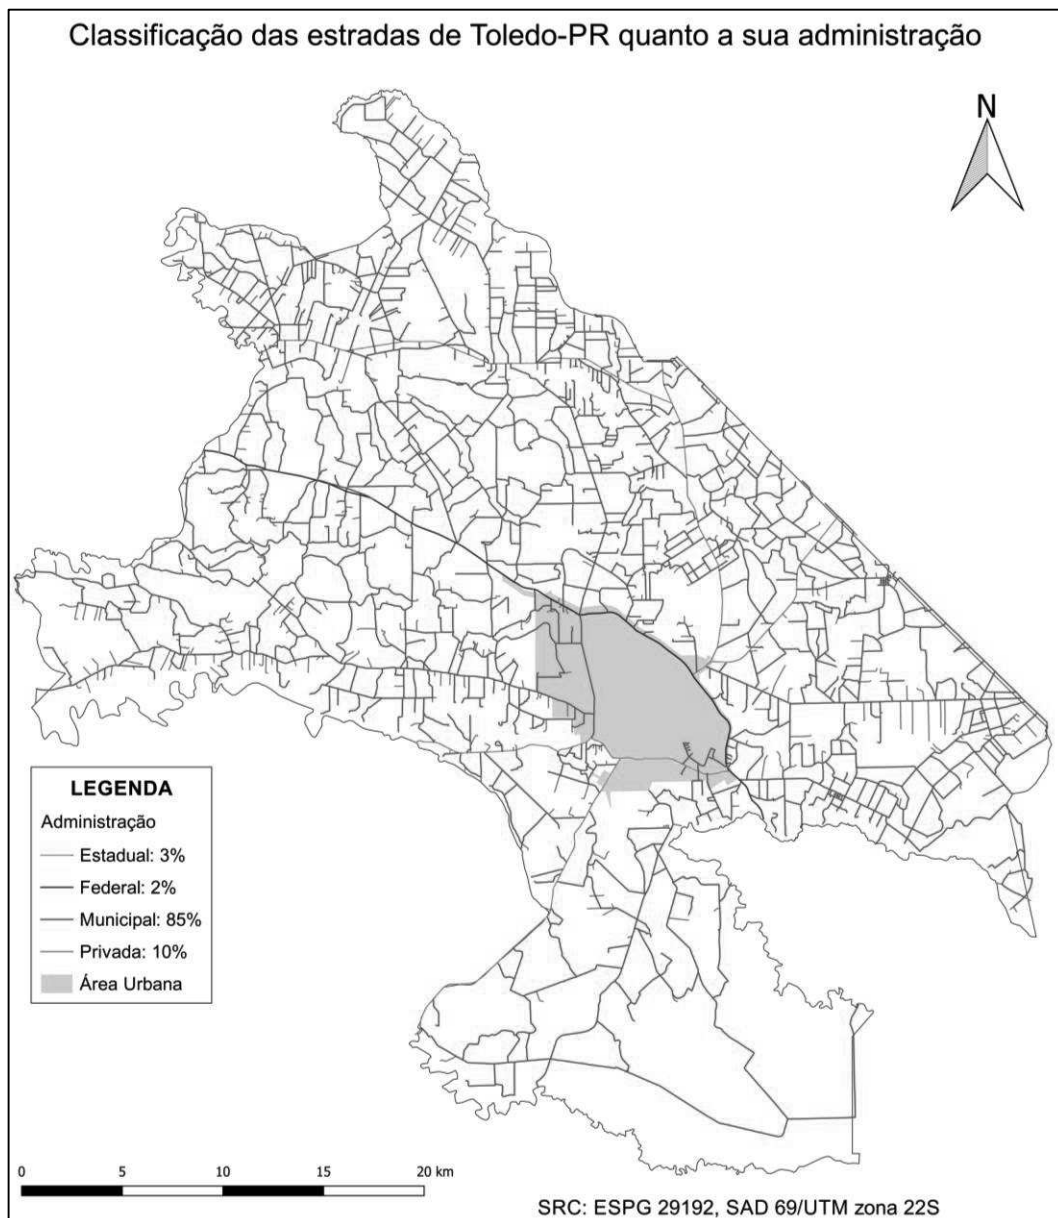 Classificação das estradas de Toledo-PR quanto a sua administração
N
LEGENDA
Administração
Estadual: 3%
Federal: 2%
Municipal: 85%
Privada: 10%
Área Urbana
0 5 10 15 20 km
SRC: ESPG 29192, SAD 69/UTM zona 22S